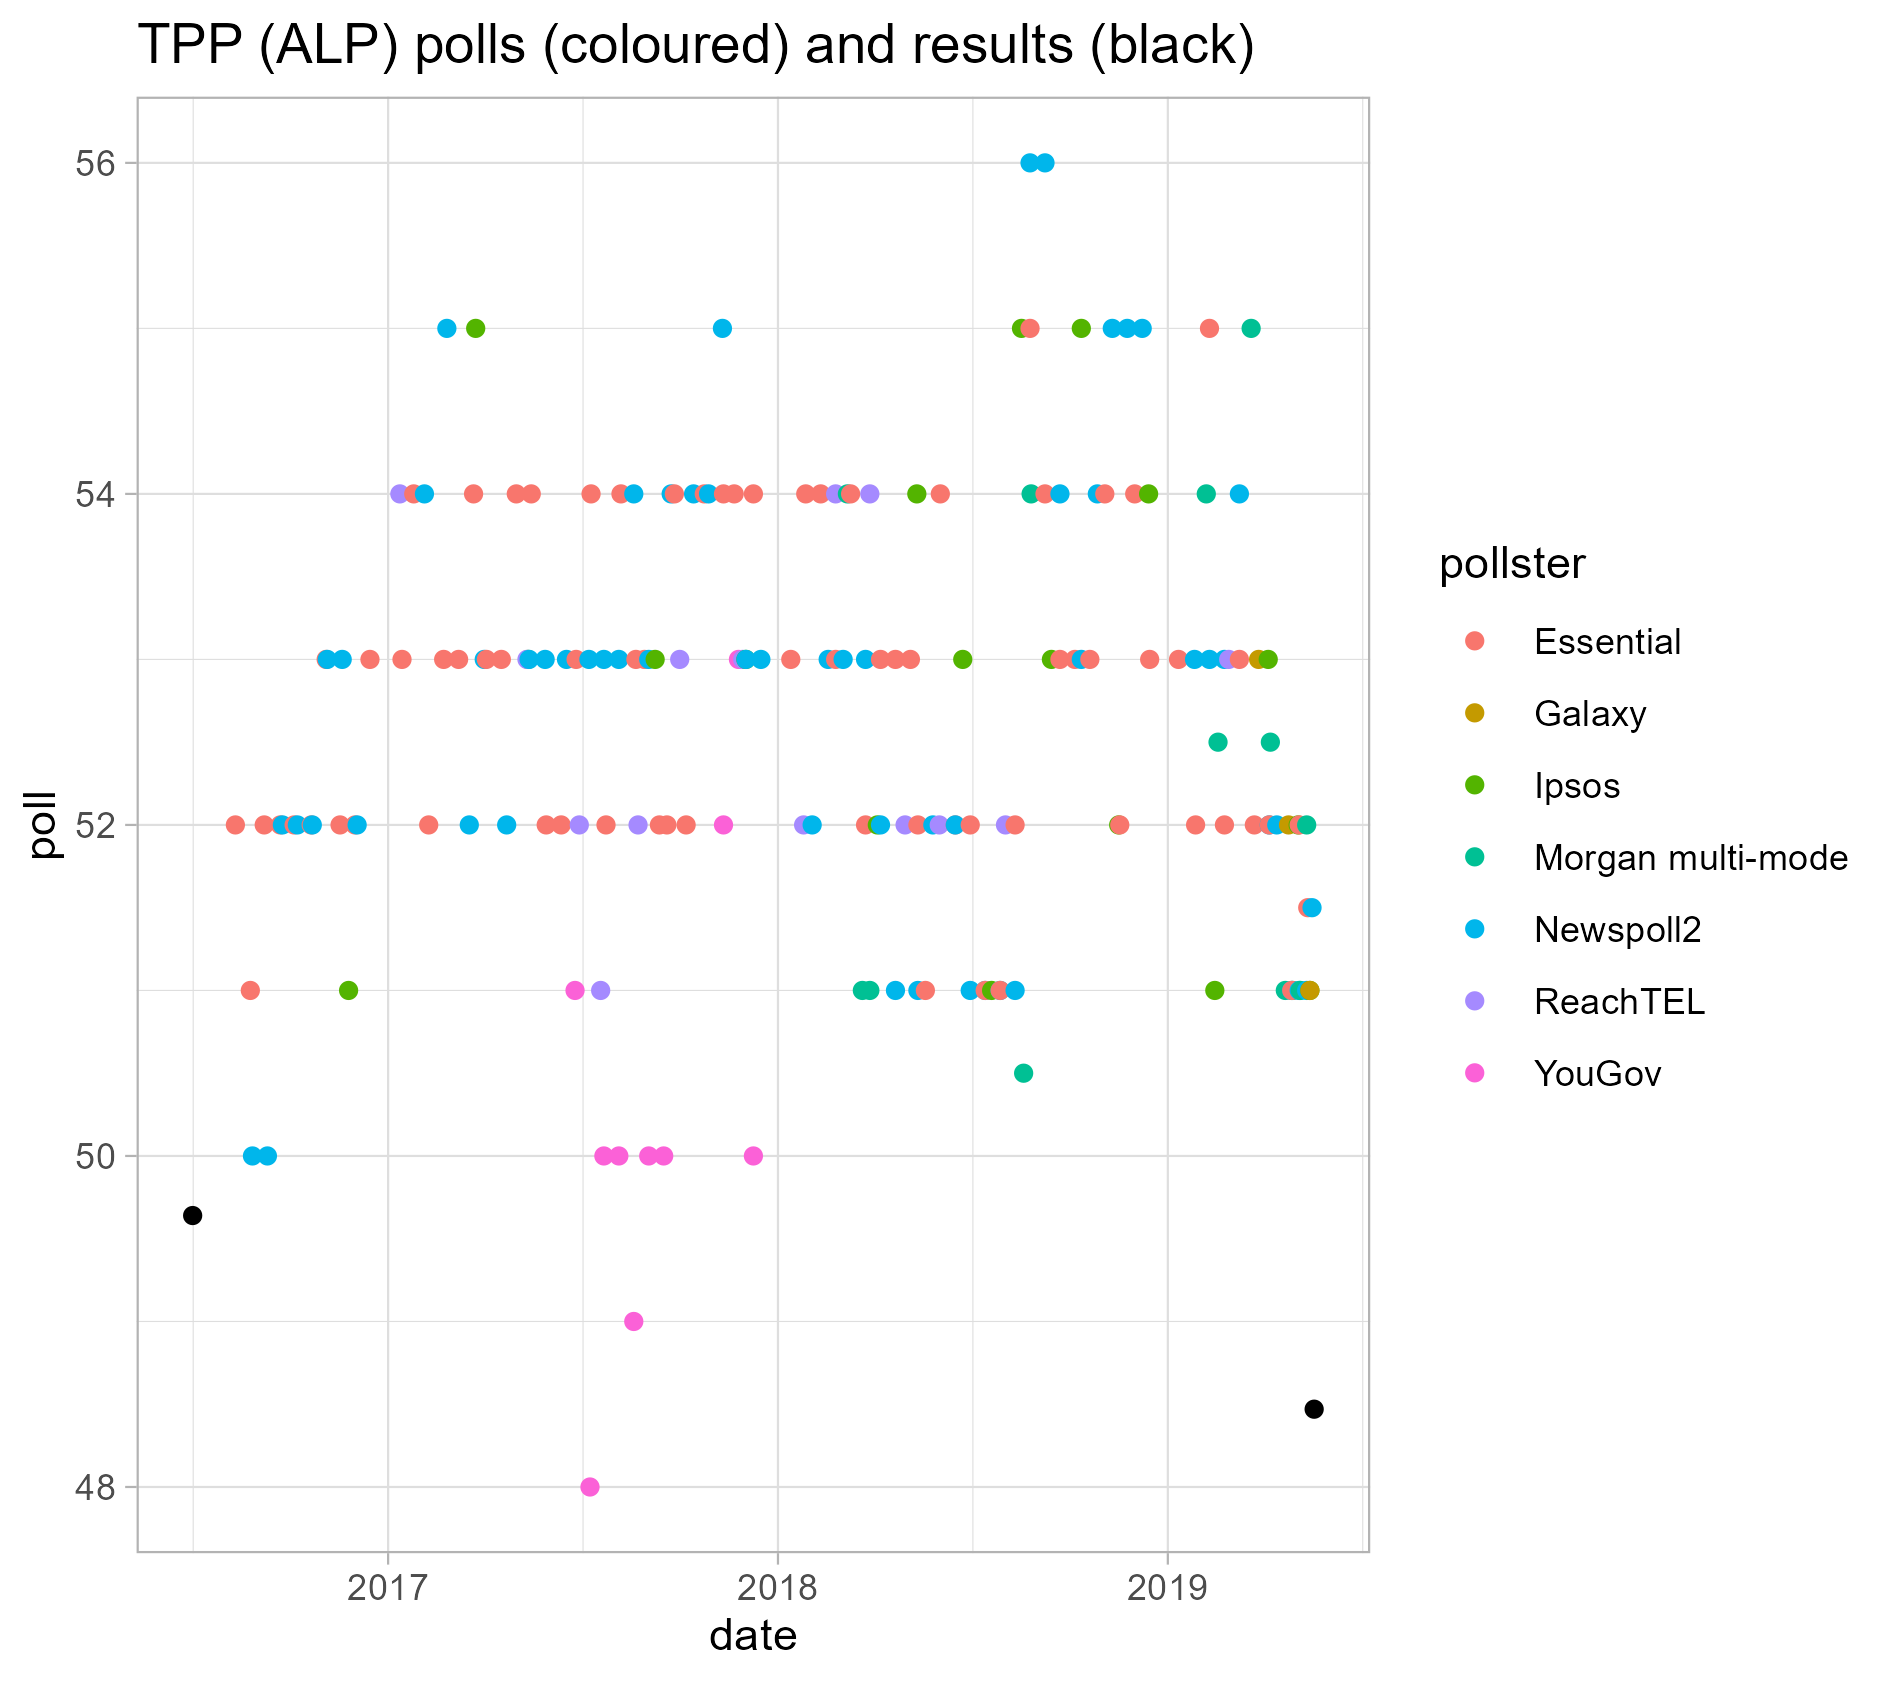 TPP (ALP) polls (coloured) and results (black)
56
54
52
50
48
poll
2017
2018
2019
date
pollster
Essential
Galaxy
Ipsos
Morgan multi-mode
Newspoll2
ReachTEL
YouGov